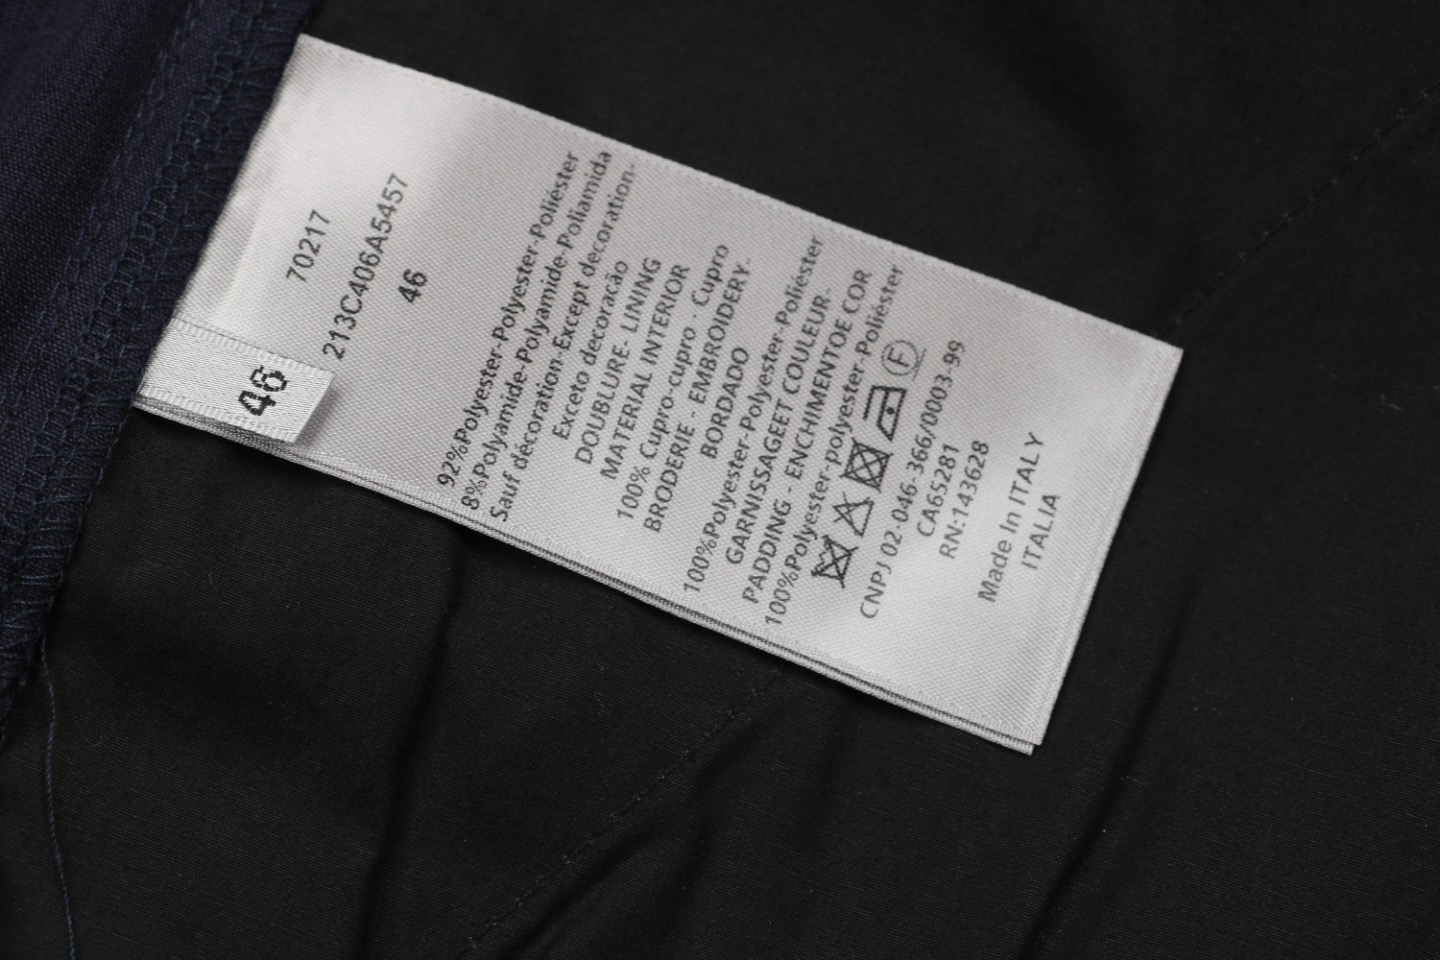 48
70217
213C406A5457
46
92%Polyester-Polyester-Poliéster
8%Polyamide-Polyamide-Poliamida
Sauf décoration-Except decoration-
Exceto decoracão
DOUBLURE- LINING
MATERIAL INTERIOR
100% Cupro-cupro - Cupro
BRODERIE - EMBROIDERY-
BORDADO
100%Polyester-Polyester-Poliéster
GARNISSAGEET COULEUR-
PADDING - ENCHIMENTOE COR
100%Polyester-polyester-Poliéster
F
CNPJ 02-046-366/0003-99
CA65281
RN:143628
Made In ITALY
ITALIA